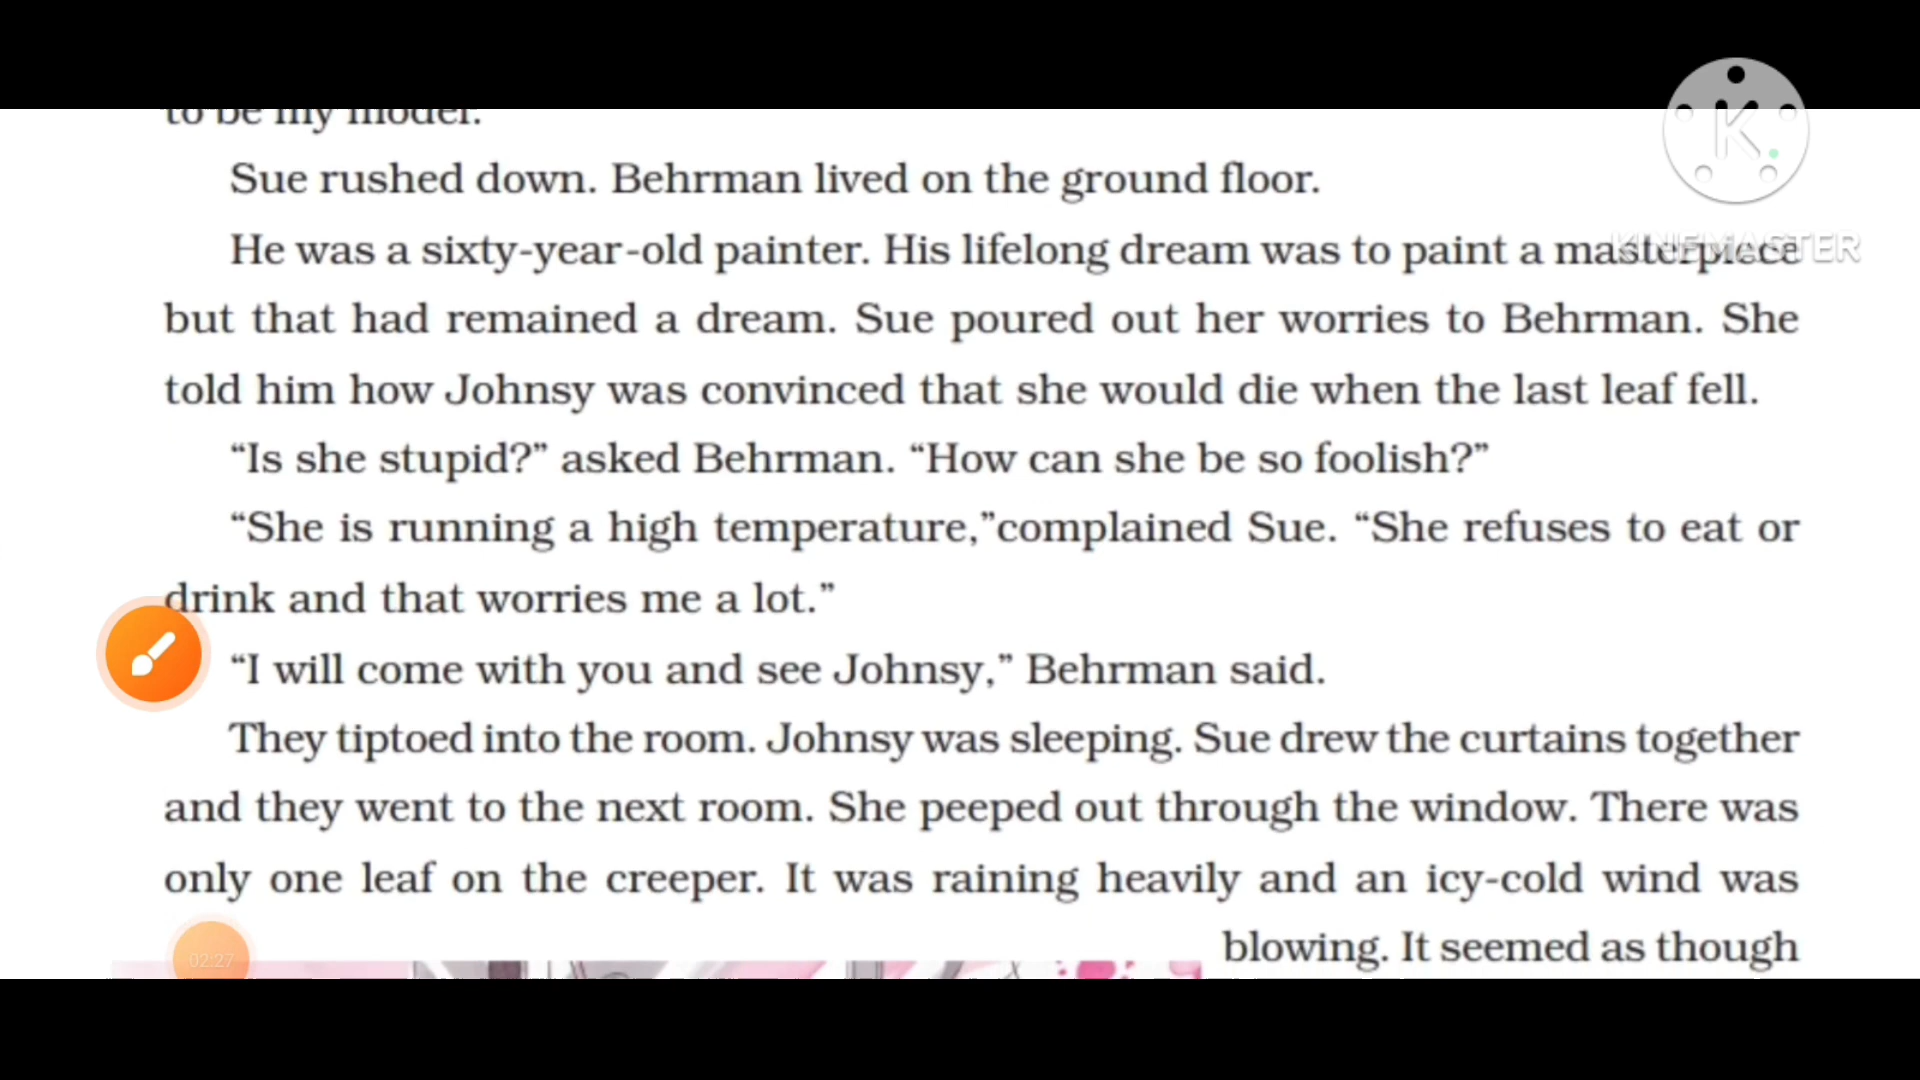 to be my model.
Sue rushed down. Behrman lived on the ground floor.
He was a sixty-year-old painter. His lifelong dream was to paint a masterpiece
but that had remained a dream. Sue poured out her worries to Behrman. She
told him how Johnsy was convinced that she would die when the last leaf fell.
“Is she stupid?” asked Behrman. “How can she be so foolish?”
“She is running a high temperature,”complained Sue. “She refuses to eat or
drink and that worries me a lot.”
“I will come with you and see Johnsy,” Behrman said.
They tiptoed into the room. Johnsy was sleeping. Sue drew the curtains together
and they went to the next room. She peeped out through the window. There was
only one leaf on the creeper. It was raining heavily and an icy-cold wind was
blowing. It seemed as though
K
KINEMASTER
02:27